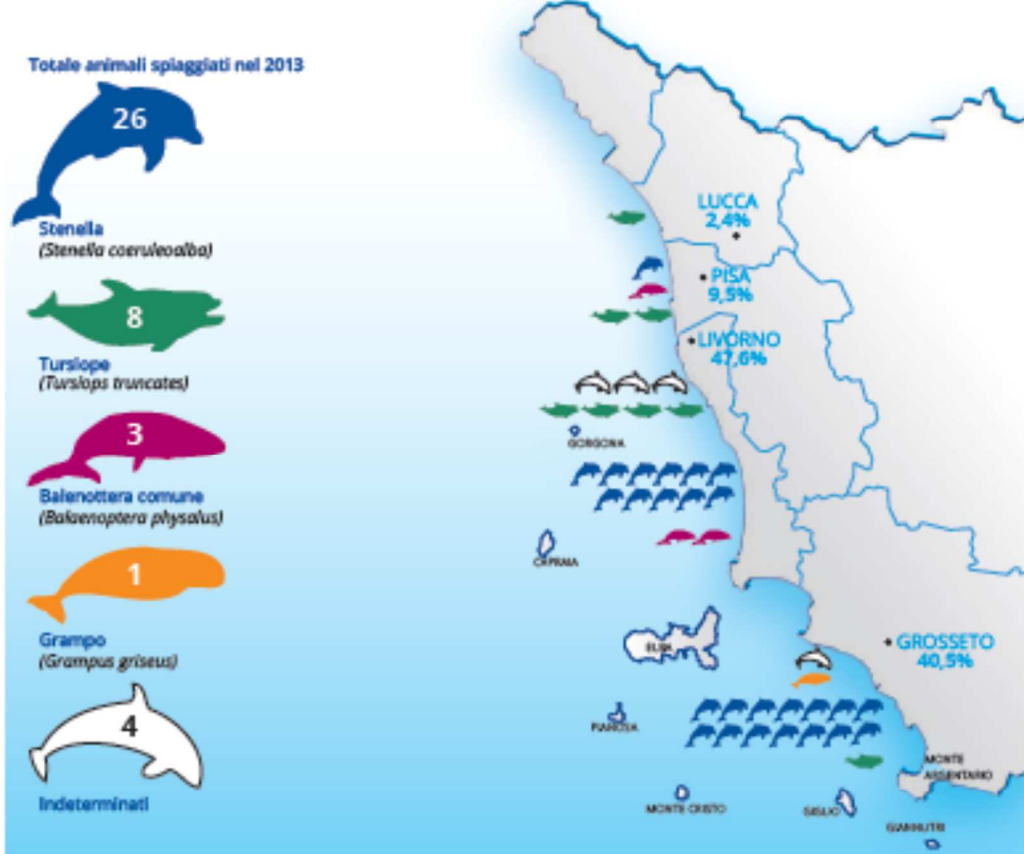 Totale animali spiaggiati nel 2013
26
Stenella
(Stenella coeruleoalba)
8
Tursiope
(Tursiops truncates)
3
Balenottera comune
(Balaenoptera physalus)
1
Grampo
(Grampus griseus)
4
Indeterminati
LUCCA
2,4%
PISA
9,5%
LIVORNO
47,6%
GORGONA
CAPRAIA
ELBA
GROSSETO
40,5%
PIANOSA
MONTE
ARGENTARIO
MONTE CRISTO
GIGLIO
GIANNUTRI